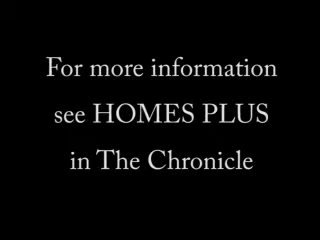 For more information
see HOMES PLUS
in The Chronicle